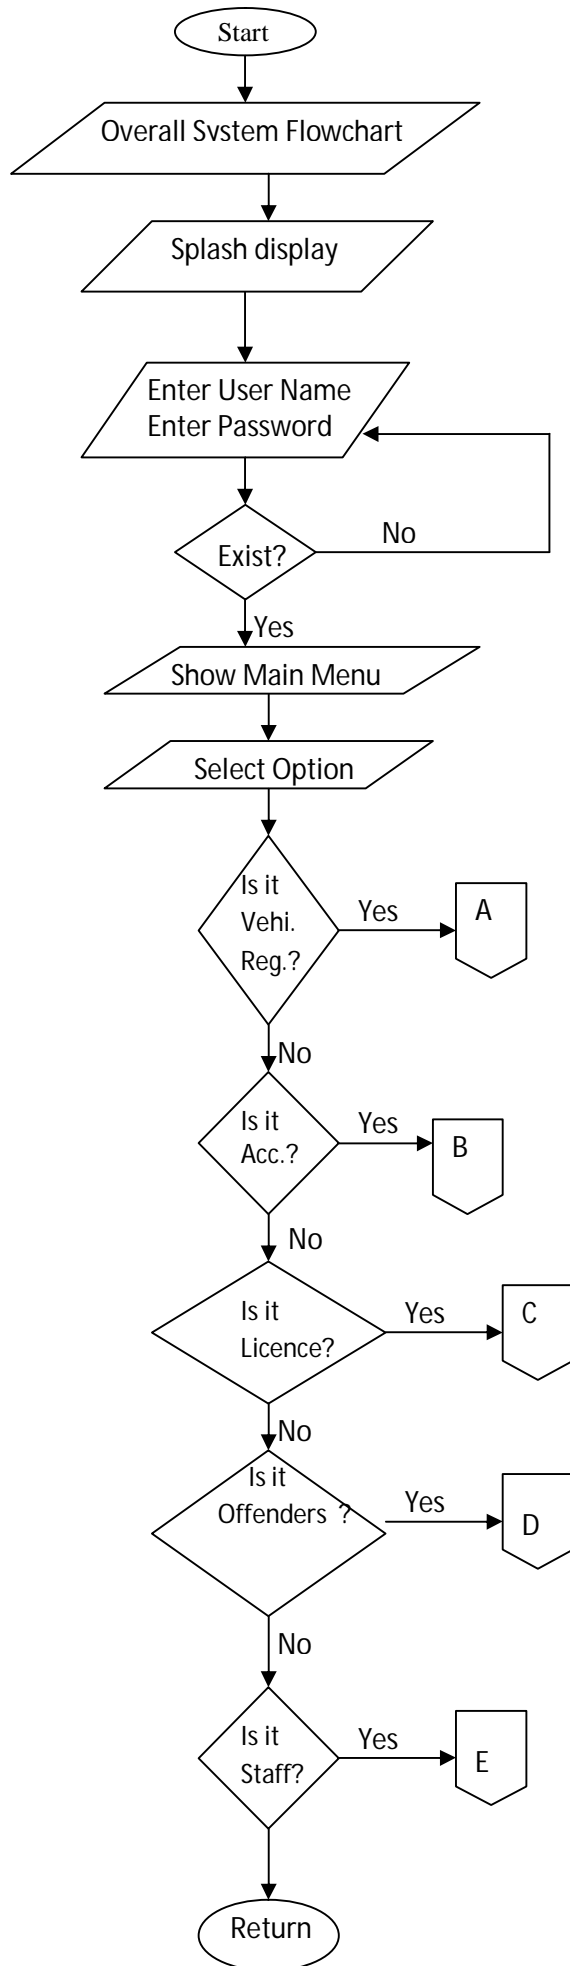 Start
Overall System Flowchart
Splash display
Enter User Name
Enter Password
No
Exist?
Yes
Show Main Menu
Select Option
Is it
Vehi.
Reg.?
Yes
A
No
Is it
Acc.?
Yes
B
No
Is it
Licence?
Yes
C
No
Is it
Offenders ?
Yes
D
No
Is it
Staff?
Yes
E
Return